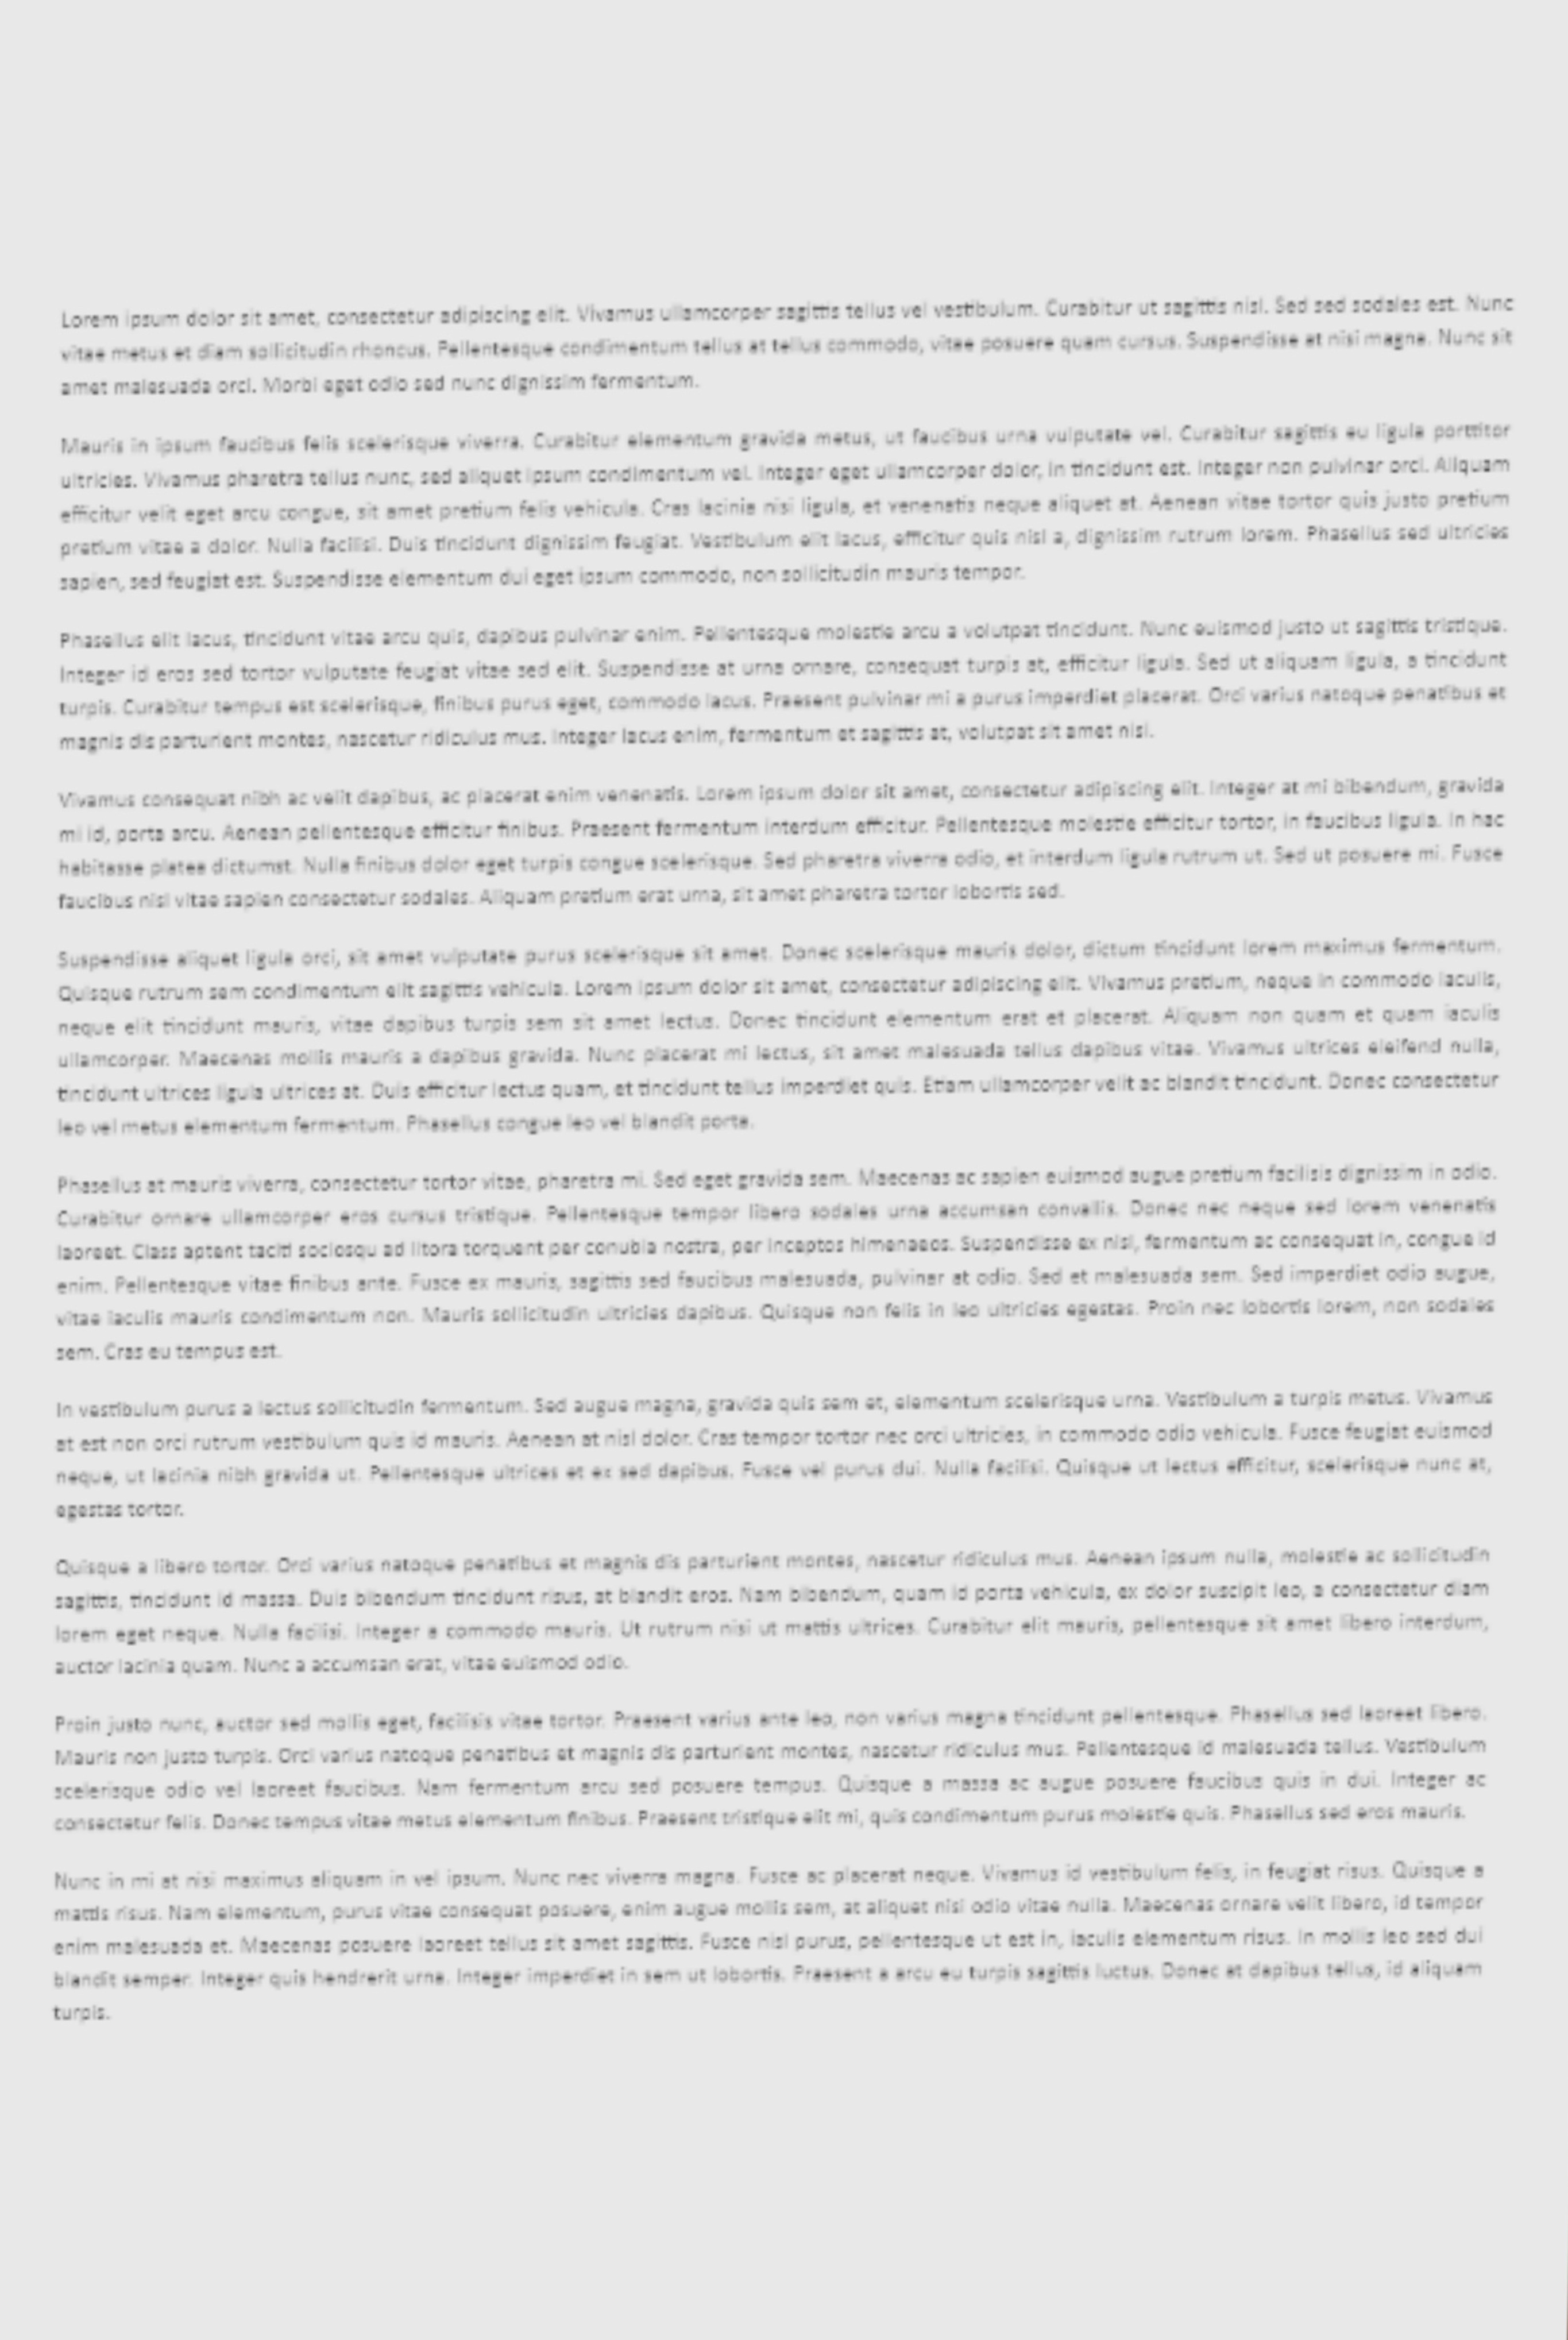 Lorem ipsum dolor sit amet, consectetur adipiscing elit. Vivamus ullamcorper sagittis tellus vel vestibulum. Curabitur ut sagittis nisl. Sed sed sodales est. Nunc
vitae metus et diam sollicitudin rhoncus. Pellentesque condimentum tellus at tellus commodo, vitae posuere quam cursus. Suspendisse at nisi magna. Nunc sit
amet malesuada orci. Morbi eget odio sed nunc dignissim fermentum.
Mauris in ipsum faucibus felis scelerisque viverra. Curabitur elementum gravida metus, ut faucibus urna vulputate vel. Curabitur sagittis eu ligula porttitor
ultricies. Vivamus pharetra tellus nunc, sed aliquet ipsum condimentum vel. Integer eget ullamcorper dolor, in tincidunt est. Integer non pulvinar orci. Aliquam
efficitur velit eget arcu congue, sit amet pretium felis vehicula. Cras lacinia nisi ligula, et venenatis neque aliquet at. Aenean vitae tortor quis justo pretium
pretium vitae a dolor. Nulla facilisi. Duis tincidunt dignissim feugiat. Vestibulum elit lacus, efficitur quis nisl a, dignissim rutrum lorem. Phasellus sed ultricies
sapien, sed feugiat est. Suspendisse elementum dui eget ipsum commodo, non sollicitudin mauris tempor.
Phasellus elit lacus, tincidunt vitae arcu quis, dapibus pulvinar enim. Pellentesque molestie arcu a volutpat tincidunt. Nunc euismod justo ut sagittis tristique.
Integer id eros sed tortor vulputate feugiat vitae sed elit. Suspendisse at urna ornare, consequat turpis at, efficitur ligula. Sed ut aliquam ligula, a tincidunt
turpis. Curabitur tempus est scelerisque, finibus purus eget, commodo lacus. Praesent pulvinar mi a purus imperdiet placerat. Orci varius natoque penatibus et
magnis dis parturient montes, nascetur ridiculus mus. Integer lacus enim, fermentum et sagittis at, volutpat sit amet nisl.
Vivamus consequat nibh ac velit dapibus, ac placerat enim venenatis. Lorem ipsum dolor sit amet, consectetur adipiscing elit. Integer at mi bibendum, gravida
mi id, porta arcu. Aenean pellentesque efficitur finibus. Praesent fermentum interdum efficitur. Pellentesque molestie efficitur tortor, in faucibus ligula. In hac
habitasse platea dictumst. Nulla finibus dolor eget turpis congue scelerisque. Sed pharetra viverra odio, et interdum ligula rutrum ut. Sed ut posuere mi. Fusce
faucibus nisl vitae sapien consectetur sodales. Aliquam pretium erat urna, sit amet pharetra tortor lobortis sed.
Suspendisse aliquet ligula orci, sit amet vulputate purus scelerisque sit amet. Donec scelerisque mauris dolor, dictum tincidunt lorem maximus fermentum.
Quisque rutrum sem condimentum elit sagittis vehicula. Lorem ipsum dolor sit amet, consectetur adipiscing elit. Vivamus pretium, neque in commodo iaculis,
neque elit tincidunt mauris, vitae dapibus turpis sem sit amet lectus. Donec tincidunt elementum erat et placerat. Aliquam non quam et quam iaculis
ullamcorper. Maecenas mollis mauris a dapibus gravida. Nunc placerat mi lectus, sit amet malesuada tellus dapibus vitae. Vivamus ultrices eleifend nulla,
tincidunt ultrices ligula ultrices at. Duis efficitur lectus quam, et tincidunt tellus imperdiet quis. Etiam ullamcorper velit ac blandit tincidunt. Donec consectetur
leo vel metus elementum fermentum. Phasellus congue leo vel blandit porta.
Phasellus at mauris viverra, consectetur tortor vitae, pharetra mi. Sed eget gravida sem. Maecenas ac sapien euismod augue pretium facilisis dignissim in odio.
Curabitur ornare ullamcorper eros cursus tristique. Pellentesque tempor libero sodales urna accumsan convallis. Donec nec neque sed lorem venenatis
laoreet. Class aptent taciti sociosqu ad litora torquent per conubia nostra, per inceptos himenaeos. Suspendisse ex nisl, fermentum ac consequat in, congue id
enim. Pellentesque vitae finibus ante. Fusce ex mauris, sagittis sed faucibus malesuada, pulvinar at odio. Sed et malesuada sem. Sed imperdiet odio augue,
vitae iaculis mauris condimentum non. Mauris sollicitudin ultricies dapibus. Quisque non felis in leo ultricies egestas. Proin nec lobortis lorem, non sodales
sem. Cras eu tempus est.
In vestibulum purus a lectus sollicitudin fermentum. Sed augue magna, gravida quis sem et, elementum scelerisque urna. Vestibulum a turpis metus. Vivamus
at est non orci rutrum vestibulum quis id mauris. Aenean at nisl dolor. Cras tempor tortor nec orci ultricies, in commodo odio vehicula. Fusce feugiat euismod
neque, ut lacinia nibh gravida ut. Pellentesque ultrices et ex sed dapibus. Fusce vel purus dui. Nulla facilisi. Quisque ut lectus efficitur, scelerisque nunc at,
egestas tortor.
Quisque a libero tortor. Orci varius natoque penatibus et magnis dis parturient montes, nascetur ridiculus mus. Aenean ipsum nulla, molestie ac sollicitudin
sagittis, tincidunt id massa. Duis bibendum tincidunt risus, at blandit eros. Nam bibendum, quam id porta vehicula, ex dolor suscipit leo, a consectetur diam
lorem eget neque. Nulla facilisi. Integer a commodo mauris. Ut rutrum nisi ut mattis ultrices. Curabitur elit mauris, pellentesque sit amet libero interdum,
auctor lacinia quam. Nunc a accumsan erat, vitae euismod odio.
Proin justo nunc, auctor sed mollis eget, facilisis vitae tortor. Praesent varius ante leo, non varius magna tincidunt pellentesque. Phasellus sed laoreet libero.
Mauris non justo turpis. Orci varius natoque penatibus et magnis dis parturient montes, nascetur ridiculus mus. Pellentesque id malesuada tellus. Vestibulum
scelerisque odio vel laoreet faucibus. Nam fermentum arcu sed posuere tempus. Quisque a massa ac augue posuere faucibus quis in dui. Integer ac
consectetur felis. Donec tempus vitae metus elementum finibus. Praesent tristique elit mi, quis condimentum purus molestie quis. Phasellus sed eros mauris.
Nunc in mi at nisi maximus aliquam in vel ipsum. Nunc nec viverra magna. Fusce ac placerat neque. Vivamus id vestibulum felis, in feugiat risus. Quisque a
mattis risus. Nam elementum, purus vitae consequat posuere, enim augue mollis sem, at aliquet nisi odio vitae nulla. Maecenas ornare velit libero, id tempor
enim malesuada et. Maecenas posuere laoreet tellus sit amet sagittis. Fusce nisl purus, pellentesque ut est in, iaculis elementum risus. In mollis leo sed dui
blandit semper. Integer quis hendrerit urna. Integer imperdiet in sem ut lobortis. Praesent a arcu eu turpis sagittis luctus. Donec at dapibus tellus, id aliquam
turpis.